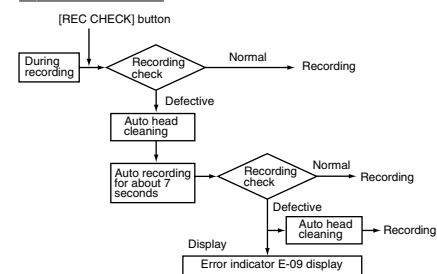 [REC CHECK] button
During
recording
Recording
check
Normal
Recording
Defective
Auto head
cleaning
Auto recording
for about 7
seconds
Recording
check
Normal
Recording
Defective
Auto head
cleaning
Recording
Display
Error indicator E-09 display